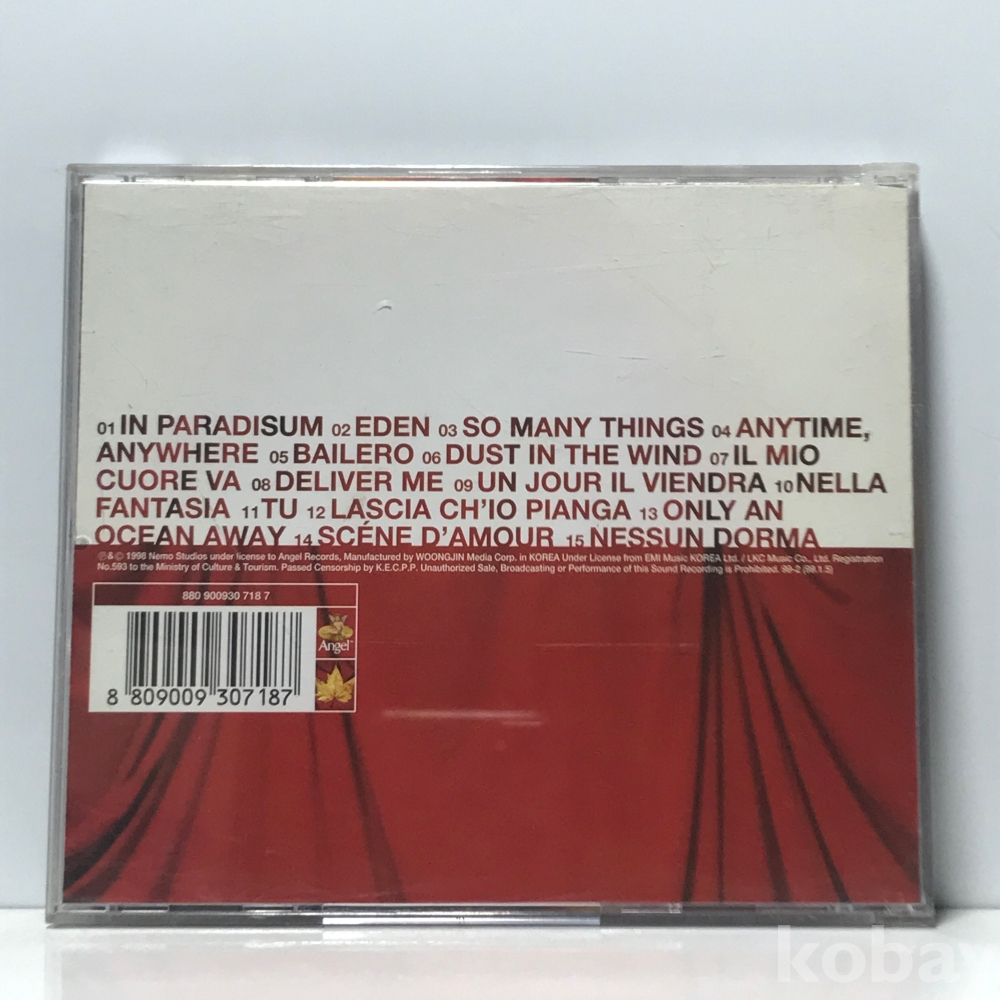 01 IN PARADISUM 02 EDEN 03 SO MANY THINGS 04 ANYTIME,
ANYWHERE 05 BAILERO 06 DUST IN THE WIND 07 IL MIO
CUORE VA 08 DELIVER ME 09 UN JOUR IL VIENDRA 10 NELLA
FANTASIA 11 TU 12 LASCIA CH'IO PIANGA 13 ONLY AN
OCEAN AWAY 14 SCÉNE D'AMOUR 15 NESSUN DORMA
℗&© 1998 Nemo Studios under license to Angel Records, Manufactured by WOONGJIN Media Corp. in KOREA Under License from EMI Music KOREA Ltd. / LKC Music Co., Ltd. Registration
No.593 to the Ministry of Culture & Tourism. Passed Censorship by K.E.C.P.P. Unauthorized Sale, Broadcasting or Performance of this Sound Recording is Prohibited. 99-2 (98.1.5)
880 900930 718 7
Angel
8 809009 307187
kobay